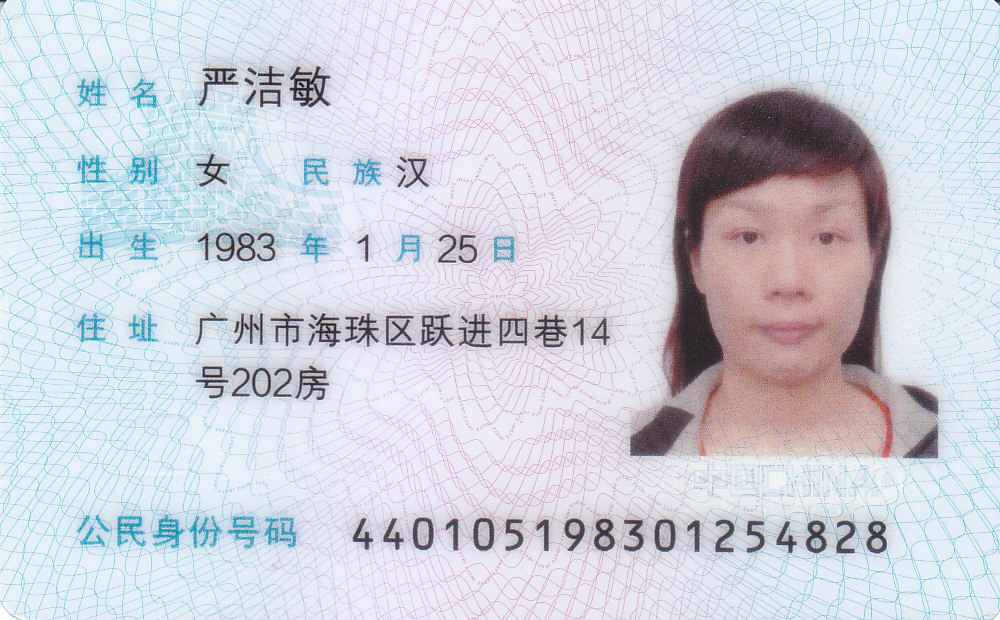 姓名 严洁敏
性别 女 民族 汉
出生 1983 年 1 月 25 日
住址 广州市海珠区跃进四巷14
号202房
公民身份号码 440105198301254828